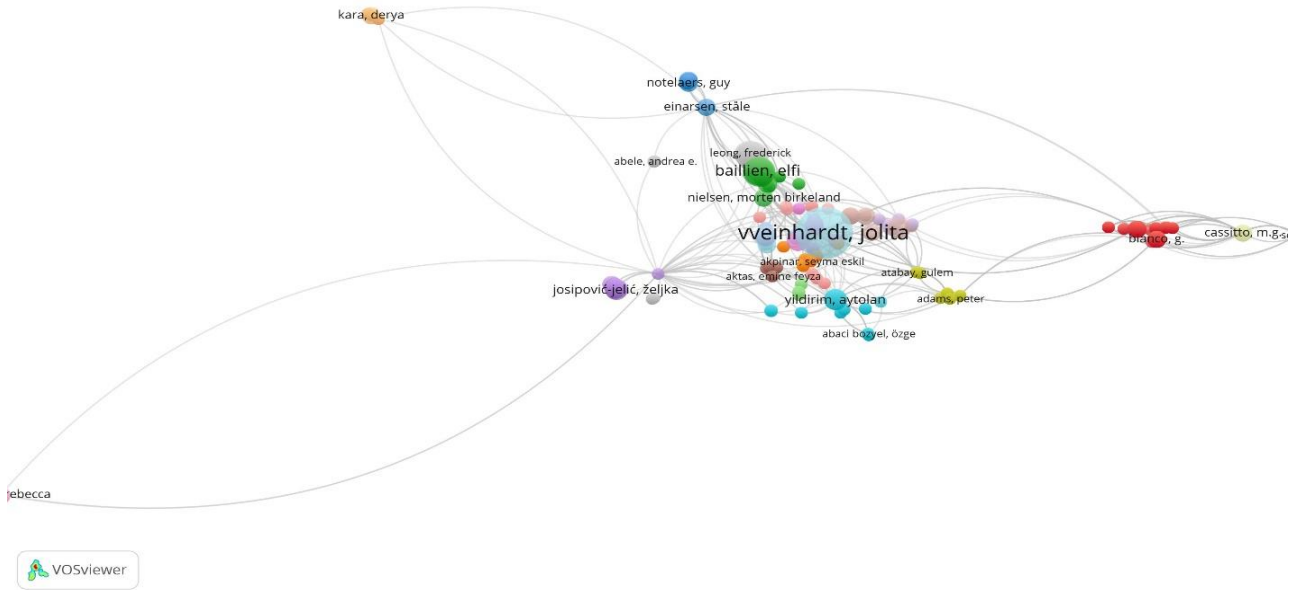 kara, derya
notelaers, guy
einarsen, ståle
leong, frederick
abele, andrea e.
baillien, elfi
nielsen, morten birkeland
vveinhardt, jolita
cassitto, m.g.
bianco, g.
akpinar, seyma eskil
atabay, gulem
aktas, emine feyza
josipović-jelić, željka
yildirim, aytolan
adams, peter
abaci bozyel, özge
ebecca
VOSviewer